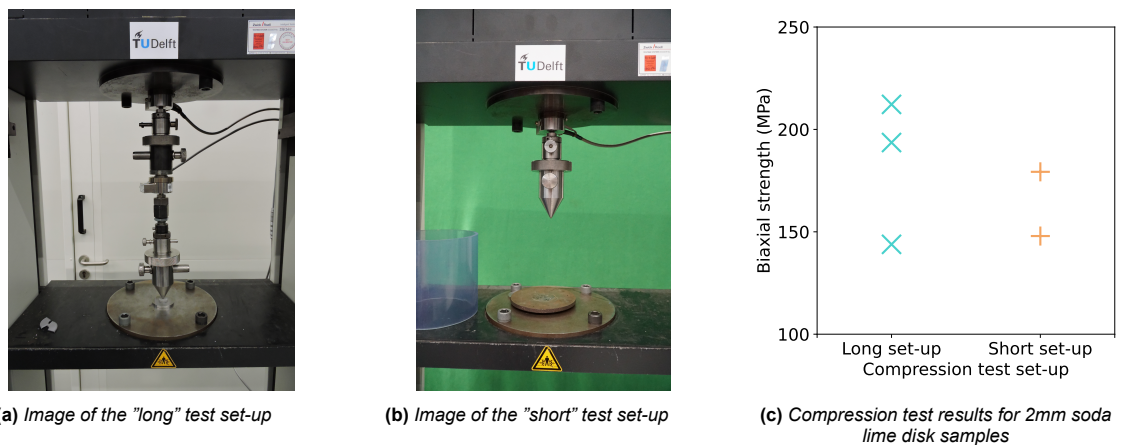 TUDelft
TUDelft
250
200
150
100
Biaxial strength (MPa)
Long set-up
Short set-up
Compression test set-up
(a) Image of the ”long” test set-up
(b) Image of the ”short” test set-up
(c) Compression test results for 2mm soda
lime disk samples